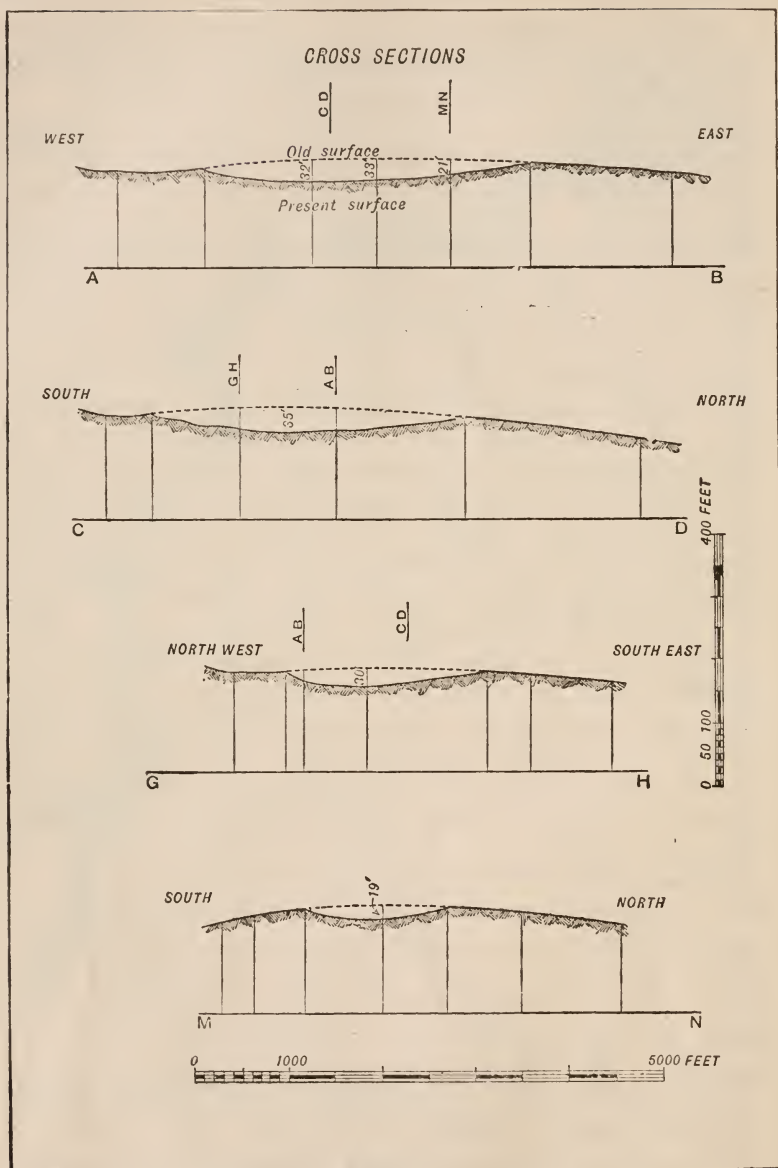 CROSS SECTIONS
CD
MN
WEST
EAST
Old surface
32'
33'
21'
Present surface
A
B
GH
AB
SOUTH
NORTH
35'
C
D
400 FEET
AB
CD
NORTH WEST
SOUTH EAST
30'
G
H
0 50 100
SOUTH
NORTH
19'
M
N
0 1000 5000 FEET